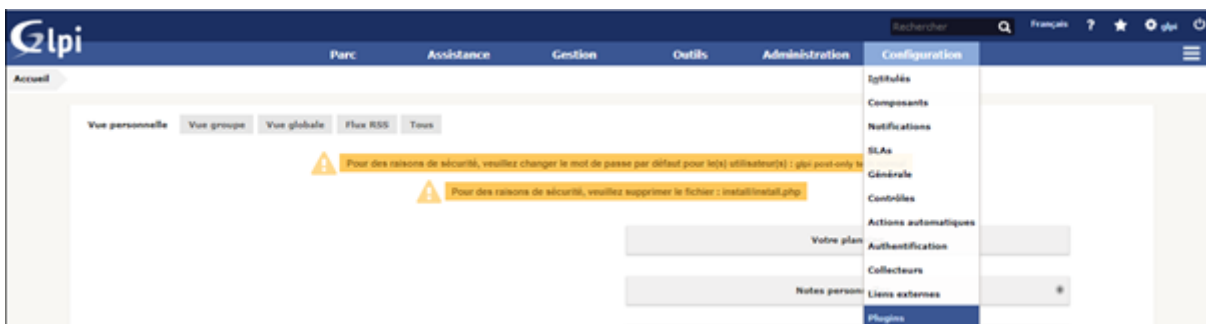 Glpi
Rechercher Français ? glpi
Parc Assistance Gestion Outils Administration Configuration
Accueil
Intitulés
Composants
Vue personnelle Vue groupe Vue globale Flux RSS Tous
Notifications
SLAs
Pour des raisons de sécurité, veuillez changer le mot de passe par défaut pour le(s) utilisateur(s) : glpi post-only
Générale
Pour des raisons de sécurité, veuillez supprimer le fichier : install/install.php
Contrôles
Actions automatiques
Votre plan
Authentification
Collecteurs
Notes person
Liens externes
Plugins